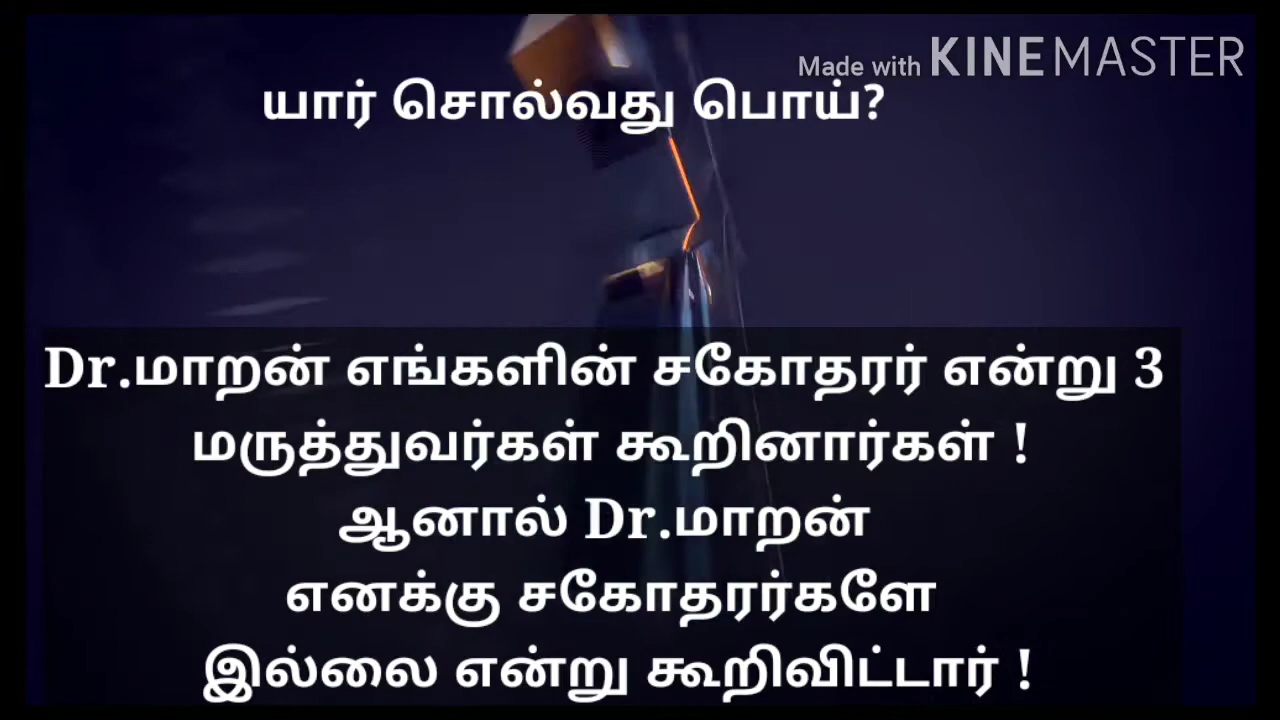 Made with KINEMASTER
யார் சொல்வது பொய்?
Dr.மாறன் எங்களின் சகோதரர் என்று 3
மருத்துவர்கள் கூறினார்கள் !
ஆனால் Dr.மாறன்
எனக்கு சகோதரர்களே
இல்லை என்று கூறிவிட்டார் !